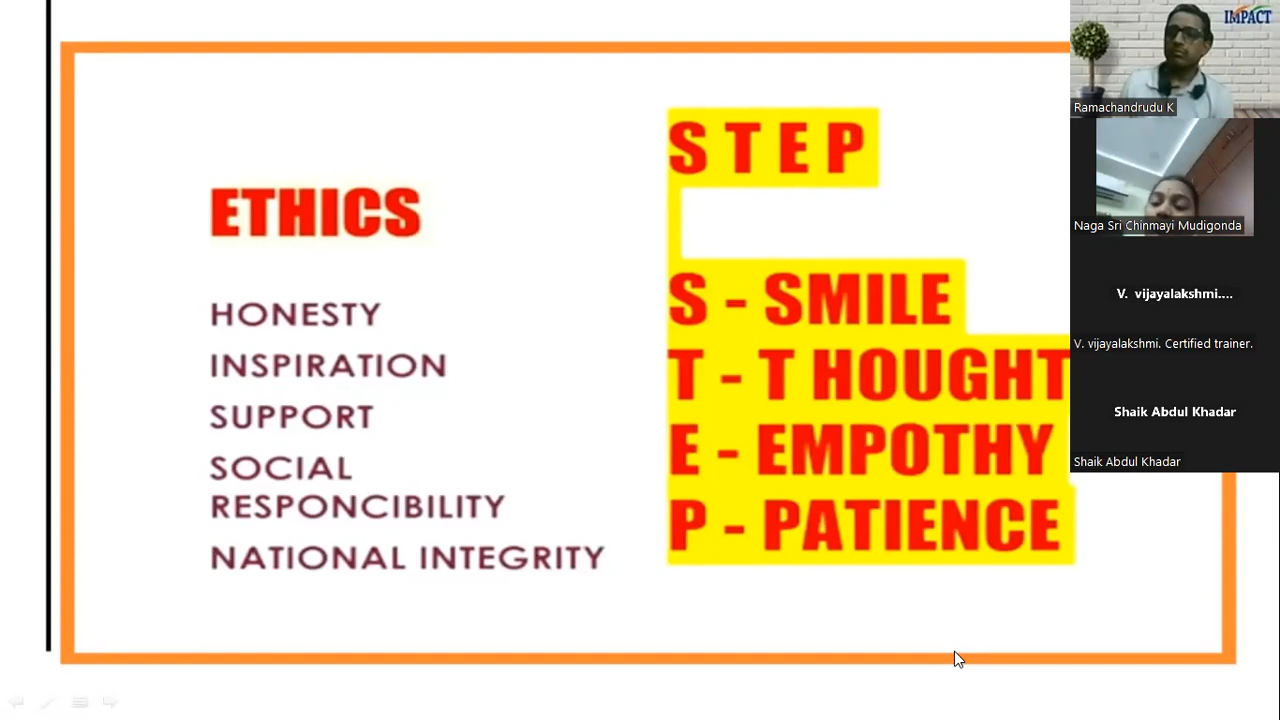 ETHICS
HONESTY
INSPIRATION
SUPPORT
SOCIAL
RESPONCIBILITY
NATIONAL INTEGRITY
S T E P
S - SMILE
T - T HOUGHT
E - EMPOTHY
P - PATIENCE
IMPACT
Ramachandrudu K
Naga Sri Chinmayi Mudigonda
V. vijayalakshmi....
V. vijayalakshmi. Certified trainer.
Shaik Abdul Khadar
Shaik Abdul Khadar